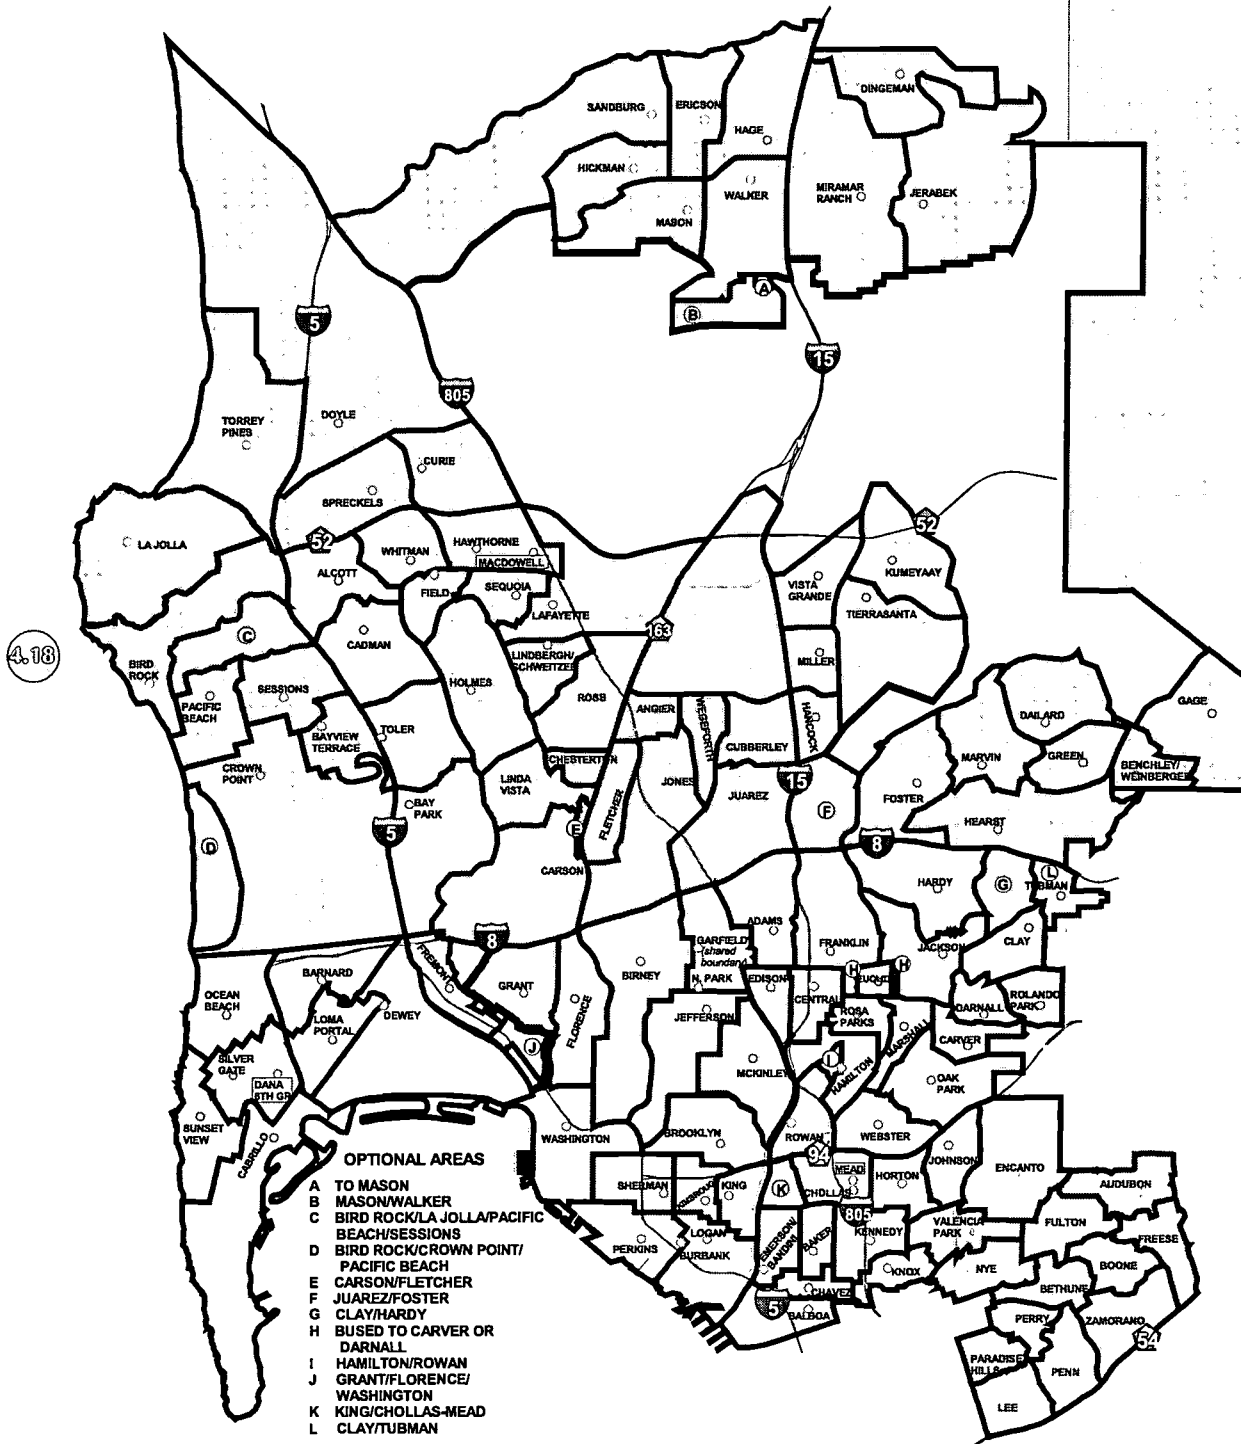 SANDBURG
ERICSON
HAGE
DINGEMAN
HICKMAN
WALKER
MIRAMAR
RANCH
JERABEK
MASON
A
B
5
15
805
TORREY
PINES
DOYLE
CURIE
SPRECKELS
52
52
LA JOLLA
WHITMAN
HAWTHORNE
MACDOWELL
ALCOTT
FIELD
SEQUOIA
LAFAYETTE
VISTA
GRANDE
KUMEYAAY
TIERRASANTA
C
163
4.18
CADMAN
LINDBERGH/
SCHWEITZER
MILLER
BIRD
ROCK
PACIFIC
BEACH
SESSIONS
HOLMES
ROSS
ANGIER
WEGEFORTH
HANCOCK
GAGE
BAYVIEW
TERRACE
TOLER
CUBBERLEY
DAILARD
CROWN
POINT
CHESTERTON
MARVIN
GREEN
BENCHLEY/
WEINBERGER
LINDA
VISTA
JONES
JUAREZ
15
FOSTER
BAY
PARK
FLETCHER
F
HEARST
5
E
D
8
CARSON
HARDY
G
L
TUBMAN
ADAMS
8
FREMONT
GARFIELD
(shared
boundary)
FRANKLIN
JACKSON
CLAY
BARNARD
BIRNEY
N. PARK
EDISON
H
EUCLID
H
OCEAN
BEACH
GRANT
FLORENCE
CENTRAL
DARNALL
ROLANDO
PARK
LOMA
PORTAL
DEWEY
JEFFERSON
ROSA
PARKS
MARSHALL
CARVER
J
SILVER
GATE
I
HAMILTON
DANA
5TH GR
MCKINLEY
OAK
PARK
SUNSET
VIEW
CABRILLO
WASHINGTON
BROOKLYN
ROWAN
WEBSTER
94
JOHNSON
ENCANTO
MEAD
SHERMAN
KIMBROUGH
KING
K
CHOLLAS
HORTON
AUDUBON
805
LOGAN
EMERSON/
BANDINI
BAKER
KENNEDY
VALENCIA
PARK
FULTON
FREESE
PERKINS
BURBANK
KNOX
NYE
BOONE
CHAVEZ
BETHUNE
5
BALBOA
PERRY
ZAMORANO
54
PARADISE
HILLS
PENN
LEE
OPTIONAL AREAS
A TO MASON
B MASON/WALKER
C BIRD ROCK/LA JOLLA/PACIFIC
BEACH/SESSIONS
D BIRD ROCK/CROWN POINT/
PACIFIC BEACH
E CARSON/FLETCHER
F JUAREZ/FOSTER
G CLAY/HARDY
H BUSED TO CARVER OR
DARNALL
I HAMILTON/ROWAN
J GRANT/FLORENCE/
WASHINGTON
K KING/CHOLLAS-MEAD
L CLAY/TUBMAN